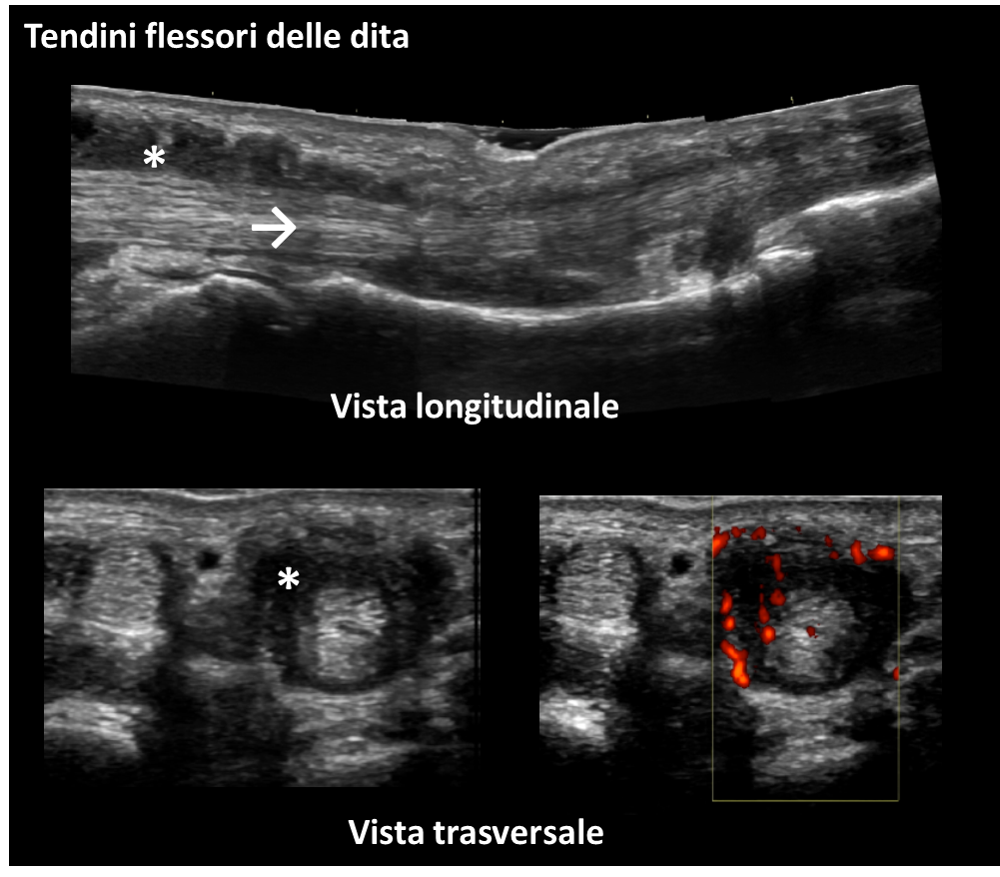 Tendini flessori delle dita
*
Vista longitudinale
*
Vista trasversale